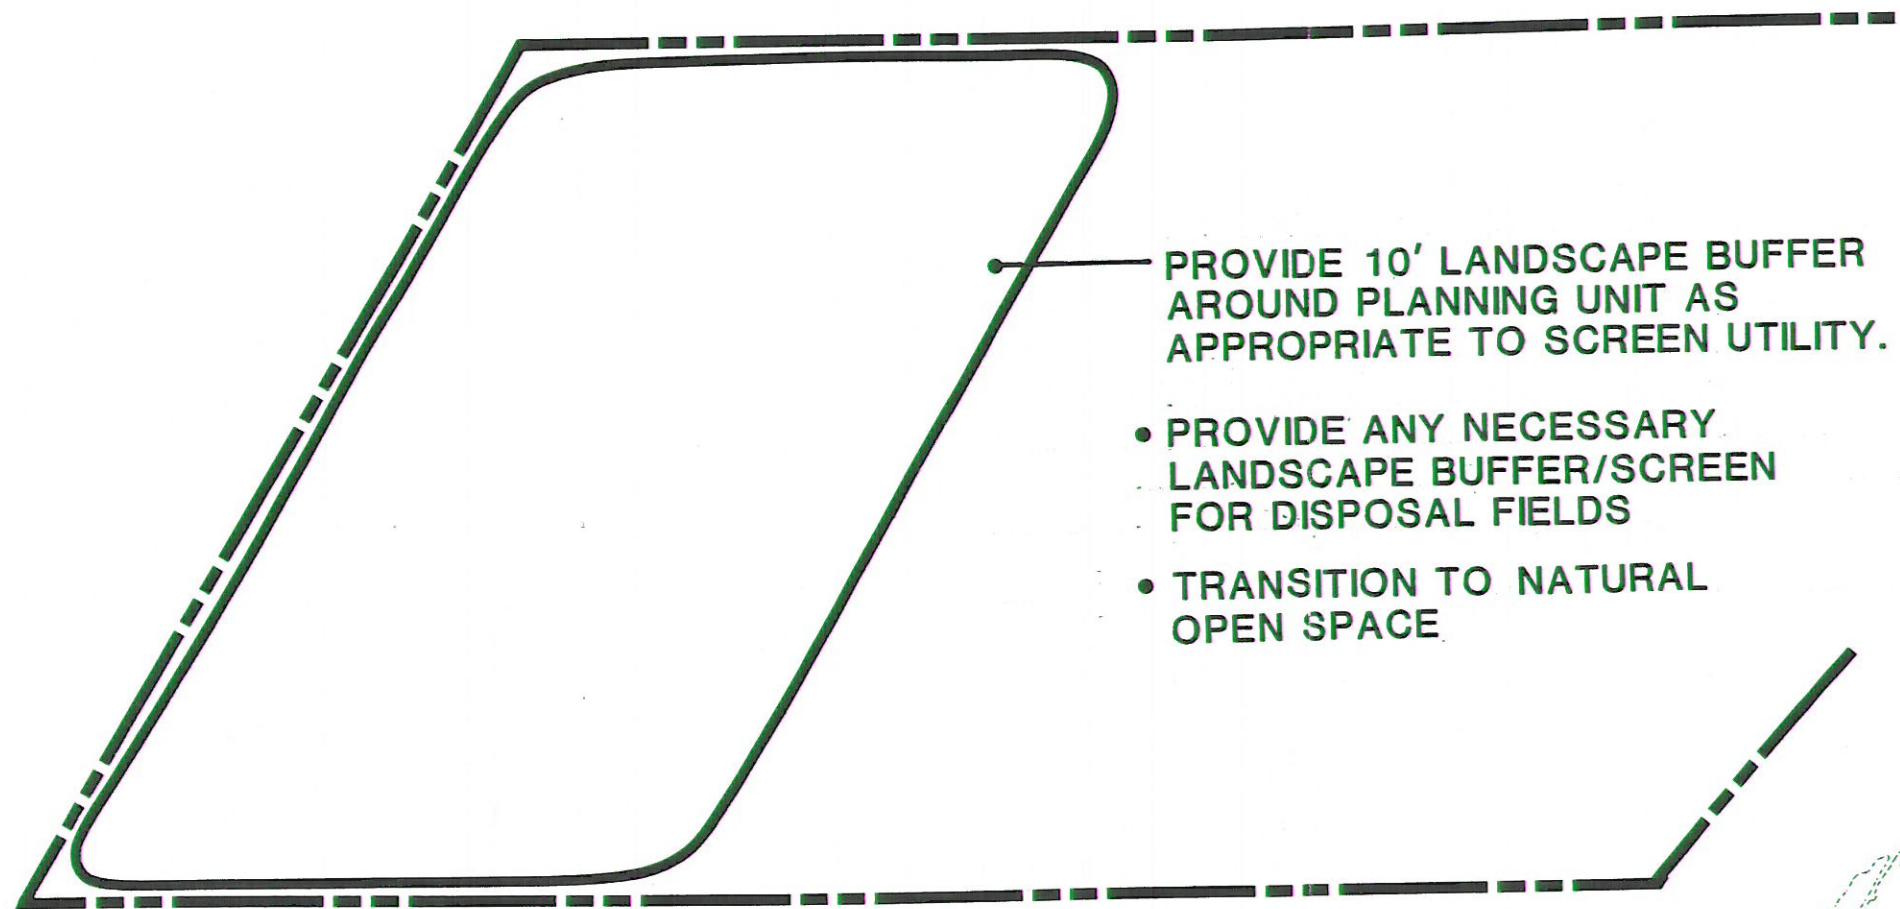 PROVIDE 10' LANDSCAPE BUFFER
AROUND PLANNING UNIT AS
APPROPRIATE TO SCREEN UTILITY.
• PROVIDE ANY NECESSARY
LANDSCAPE BUFFER/SCREEN
FOR DISPOSAL FIELDS
• TRANSITION TO NATURAL
OPEN SPACE